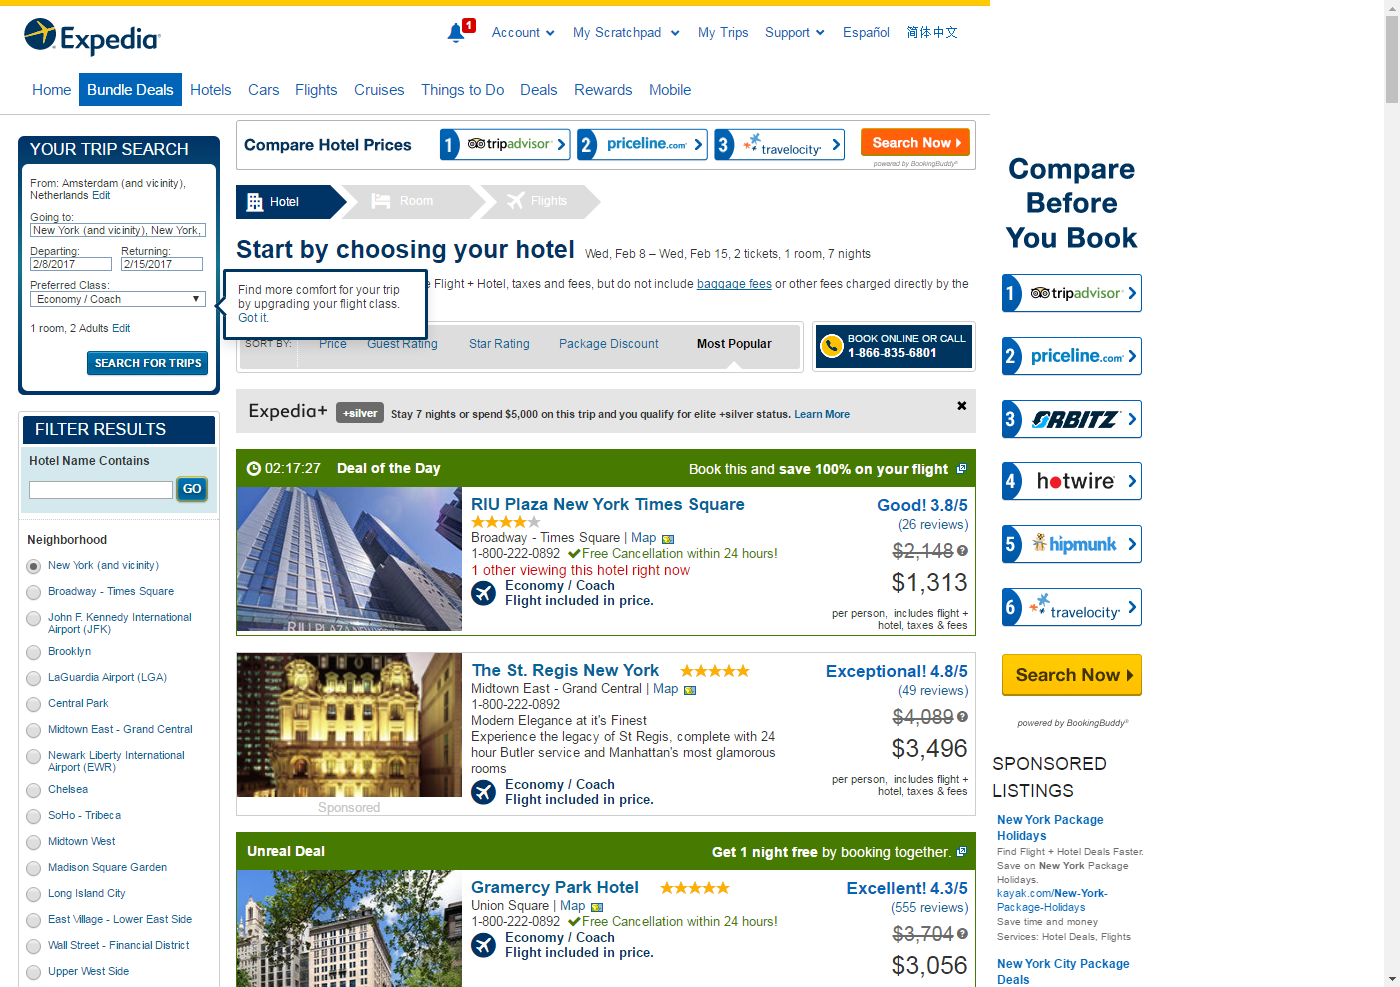 Expedia
1
Account
My Scratchpad
My Trips
Support
Español
简体中文
Home
Bundle Deals
Hotels
Cars
Flights
Cruises
Things to Do
Deals
Rewards
Mobile
YOUR TRIP SEARCH
From: Amsterdam (and vicinity),
Netherlands Edit
Going to:
New York (and vicinity), New York,
Departing:
Returning:
2/8/2017
2/15/2017
Preferred Class:
Economy / Coach
1 room, 2 Adults Edit
SEARCH FOR TRIPS
Find more comfort for your trip
by upgrading your flight class.
Got it.
FILTER RESULTS
Hotel Name Contains
GO
Neighborhood
New York (and vicinity)
Broadway - Times Square
John F. Kennedy International
Airport (JFK)
Brooklyn
LaGuardia Airport (LGA)
Central Park
Midtown East - Grand Central
Newark Liberty International
Airport (EWR)
Chelsea
SoHo - Tribeca
Midtown West
Madison Square Garden
Long Island City
East Village - Lower East Side
Wall Street - Financial District
Upper West Side
Compare Hotel Prices
1 tripadvisor
2 priceline.com
3 travelocity
Search Now
powered by BookingBuddy
Hotel
Room
Flights
Start by choosing your hotel
Wed, Feb 8 – Wed, Feb 15, 2 tickets, 1 room, 7 nights
e Flight + Hotel, taxes and fees, but do not include baggage fees or other fees charged directly by the
SORT BY:
Price
Guest Rating
Star Rating
Package Discount
Most Popular
BOOK ONLINE OR CALL
1-866-835-6801
Expedia+ +silver Stay 7 nights or spend $5,000 on this trip and you qualify for elite +silver status. Learn More
02:17:27 Deal of the Day
Book this and save 100% on your flight
RIU PLAZA
RIU Plaza New York Times Square
Broadway - Times Square | Map
1-800-222-0892 Free Cancellation within 24 hours!
1 other viewing this hotel right now
Economy / Coach
Flight included in price.
Good! 3.8/5
(26 reviews)
$2,148
$1,313
per person, includes flight +
hotel, taxes & fees
Sponsored
The St. Regis New York
Midtown East - Grand Central | Map
1-800-222-0892
Modern Elegance at it's Finest
Experience the legacy of St Regis, complete with 24
hour Butler service and Manhattan's most glamorous
rooms
Economy / Coach
Flight included in price.
Exceptional! 4.8/5
(49 reviews)
$4,089
$3,496
per person, includes flight +
hotel, taxes & fees
Unreal Deal
Get 1 night free by booking together.
Gramercy Park Hotel
Union Square | Map
1-800-222-0892 Free Cancellation within 24 hours!
Economy / Coach
Flight included in price.
Excellent! 4.3/5
(555 reviews)
$3,704
$3,056
Compare
Before
You Book
1 tripadvisor
2 priceline.com
3 ORBITZ
4 hotwire
5 hipmunk
6 travelocity
Search Now
powered by BookingBuddy
SPONSORED
LISTINGS
New York Package
Holidays
Find Flight + Hotel Deals Faster.
Save on New York Package
Holidays.
kayak.com/New-York-
Package-Holidays
Save time and money
Services: Hotel Deals, Flights
New York City Package
Deals